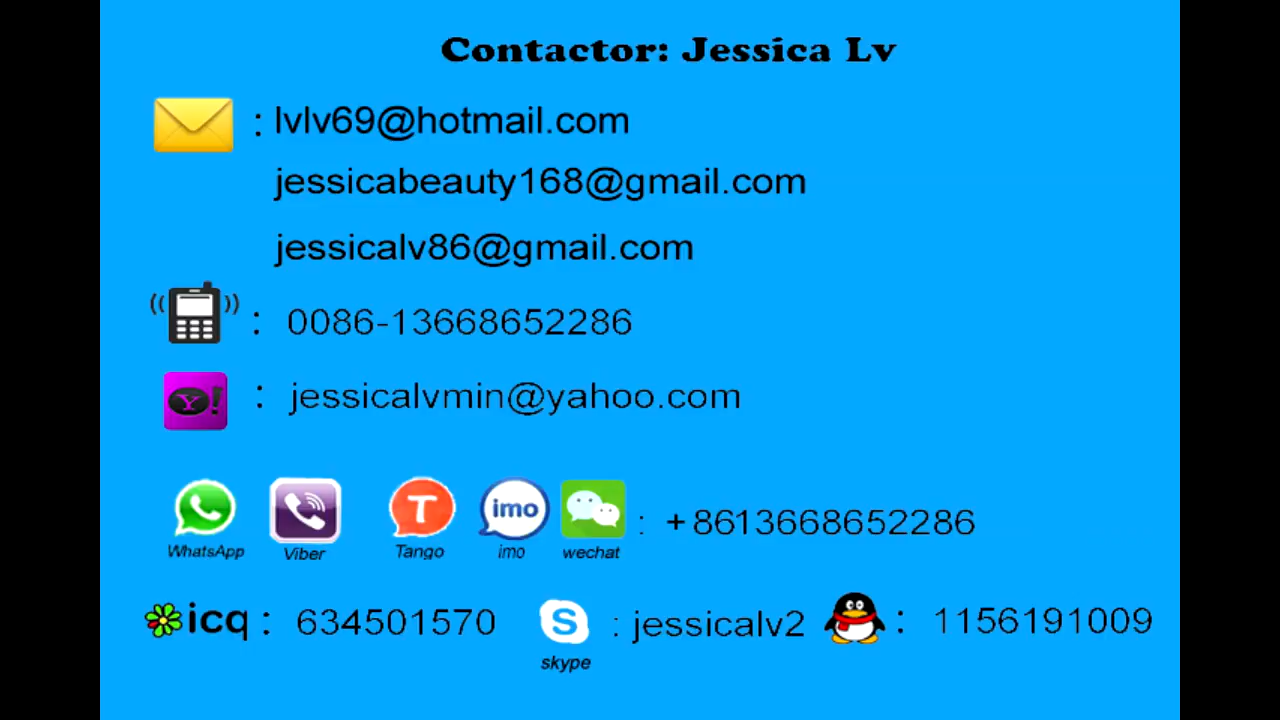 Contactor: Jessica Lv
: lvlv69@hotmail.com
jessicabeauty168@gmail.com
jessicalv86@gmail.com
: 0086-13668652286
Y! : jessicalvmin@yahoo.com
T imo : +8613668652286
WhatsApp Viber Tango imo wechat
icq : 634501570 S : jessicalv2 : 1156191009
skype